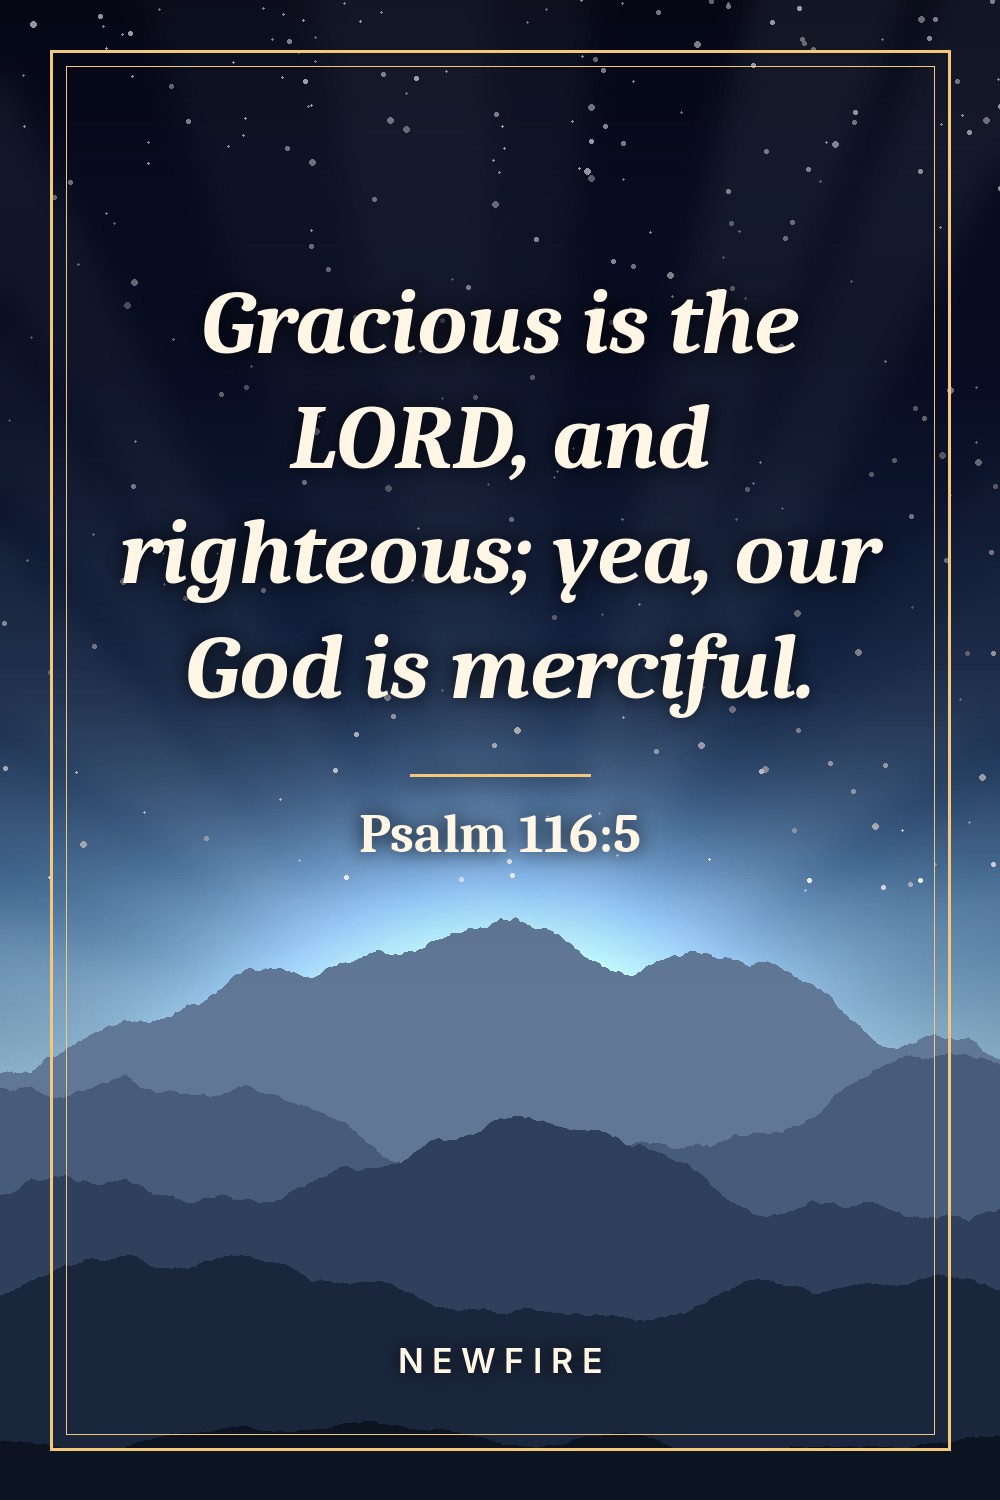 Gracious is the
LORD, and
righteous; yea, our
God is merciful.
Psalm 116:5
NEWFIRE